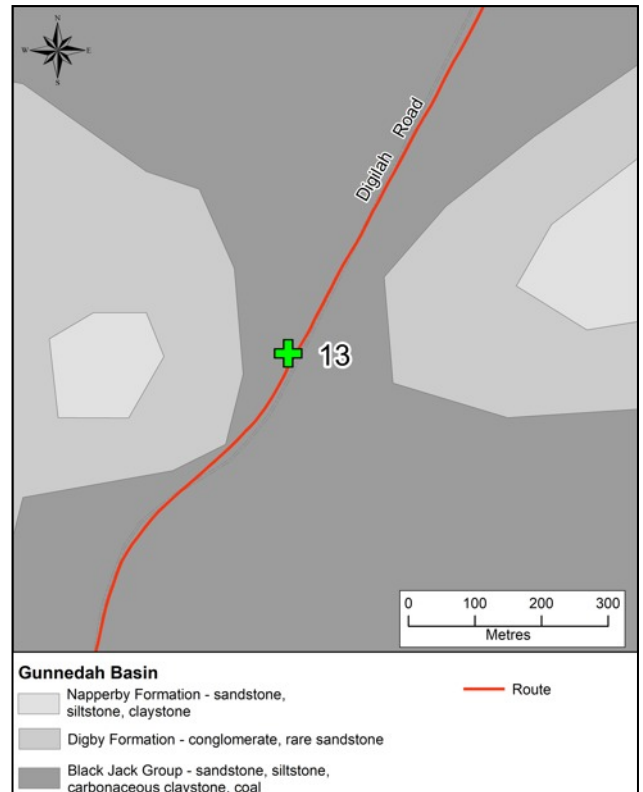 N
W
E
S
Digilah Road
13
0 100 200 300
Metres
Gunnedah Basin
Napperby Formation - sandstone,
siltstone, claystone
Route
Digby Formation - conglomerate, rare sandstone
Black Jack Group - sandstone, siltstone,
carbonaceous claystone, coal